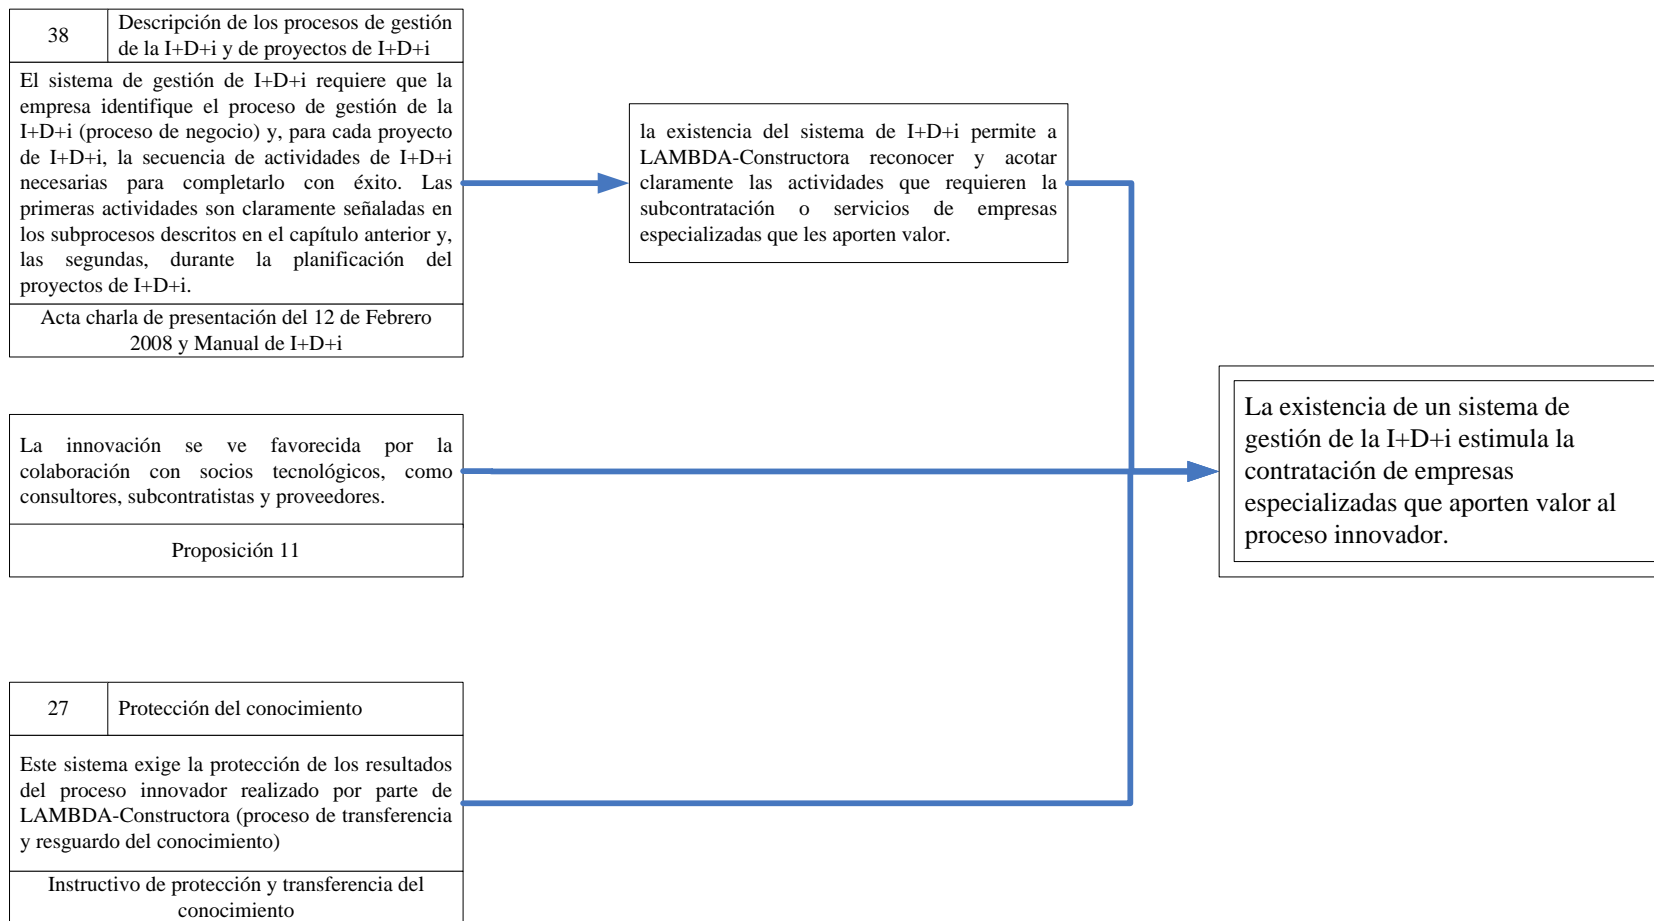 38
Descripción de los procesos de gestión
de la I+D+i y de proyectos de I+D+i
El sistema de gestión de I+D+i requiere que la
empresa identifique el proceso de gestión de la
I+D+i (proceso de negocio) y, para cada proyecto
de I+D+i, la secuencia de actividades de I+D+i
necesarias para completarlo con éxito. Las
primeras actividades son claramente señaladas en
los subprocesos descritos en el capítulo anterior y,
las segundas, durante la planificación del
proyectos de I+D+i.
Acta charla de presentación del 12 de Febrero
2008 y Manual de I+D+i
la existencia del sistema de I+D+i permite a
LAMBDA-Constructora reconocer y acotar
claramente las actividades que requieren la
subcontratación o servicios de empresas
especializadas que les aporten valor.
La innovación se ve favorecida por la
colaboración con socios tecnológicos, como
consultores, subcontratistas y proveedores.
Proposición 11
La existencia de un sistema de
gestión de la I+D+i estimula la
contratación de empresas
especializadas que aporten valor al
proceso innovador.
27
Protección del conocimiento
Este sistema exige la protección de los resultados
del proceso innovador realizado por parte de
LAMBDA-Constructora (proceso de transferencia
y resguardo del conocimiento)
Instructivo de protección y transferencia del
conocimiento